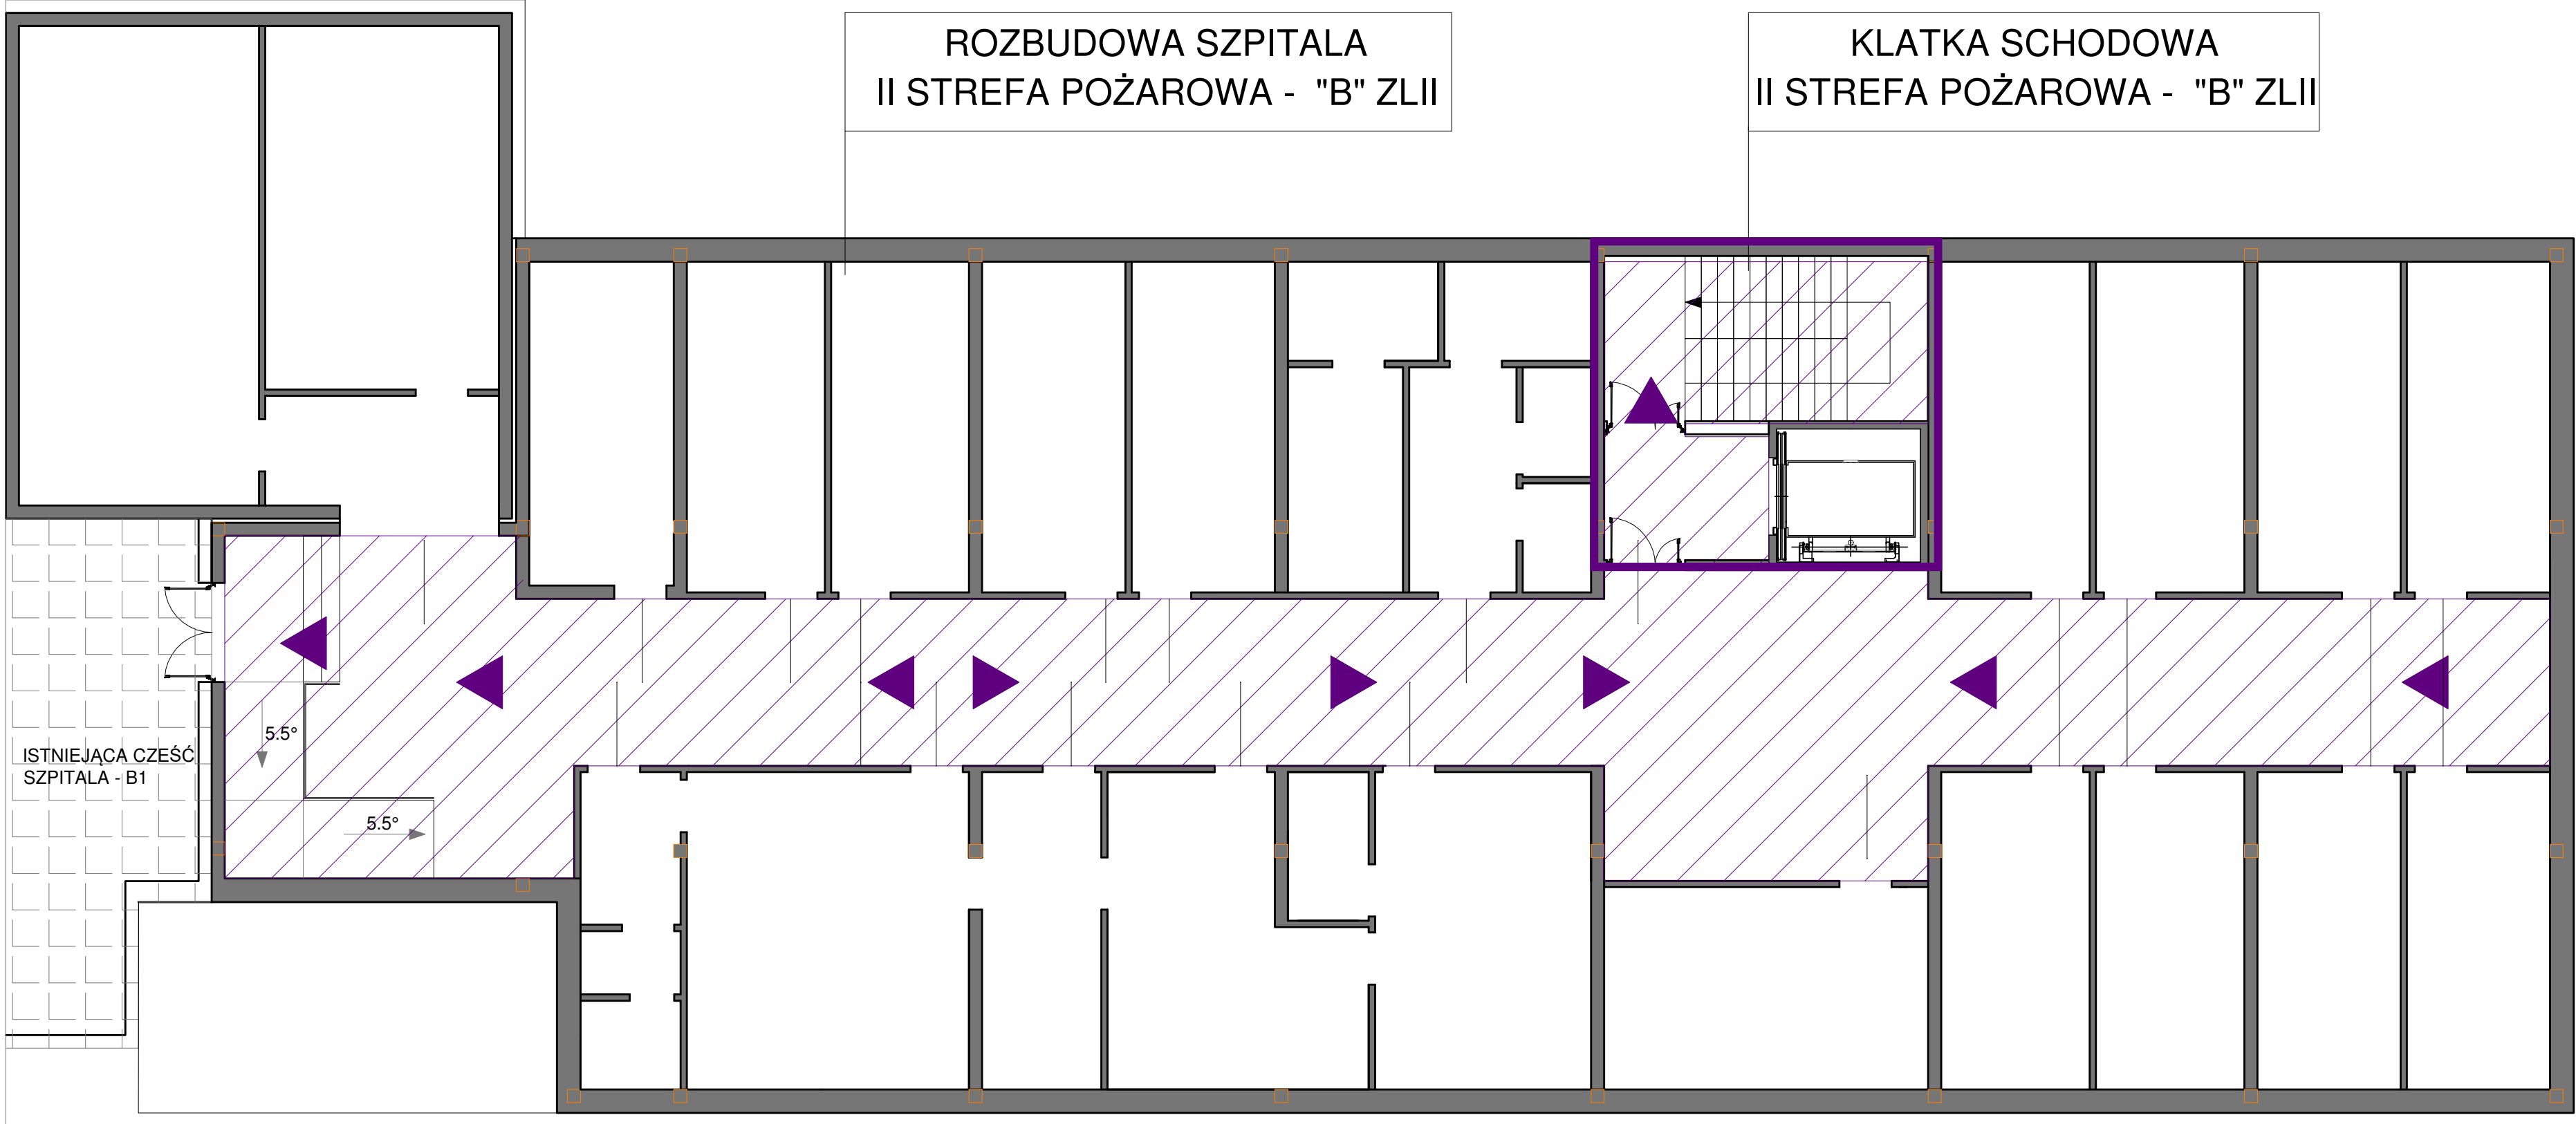 ROZBUDOWA SZPITALA
II STREFA POŻAROWA - "B" ZLII
KLATKA SCHODOWA
II STREFA POŻAROWA - "B" ZLII
5.5°
ISTNIEJĄCA CZEŚĆ
SZPITALA - B1
5.5°